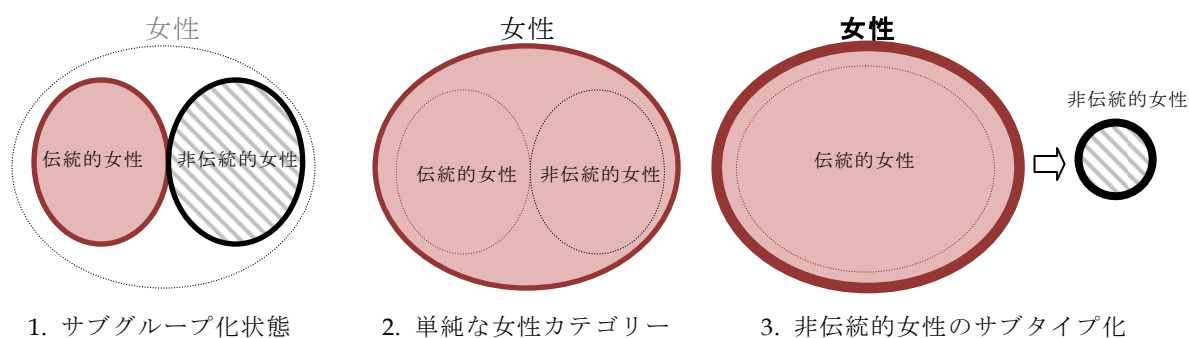 女性
伝統的女性
非伝統的女性
1. サブグループ化状態
女性
伝統的女性
非伝統的女性
2. 単純な女性カテゴリー
女性
伝統的女性
非伝統的女性
3. 非伝統的女性のサブタイプ化